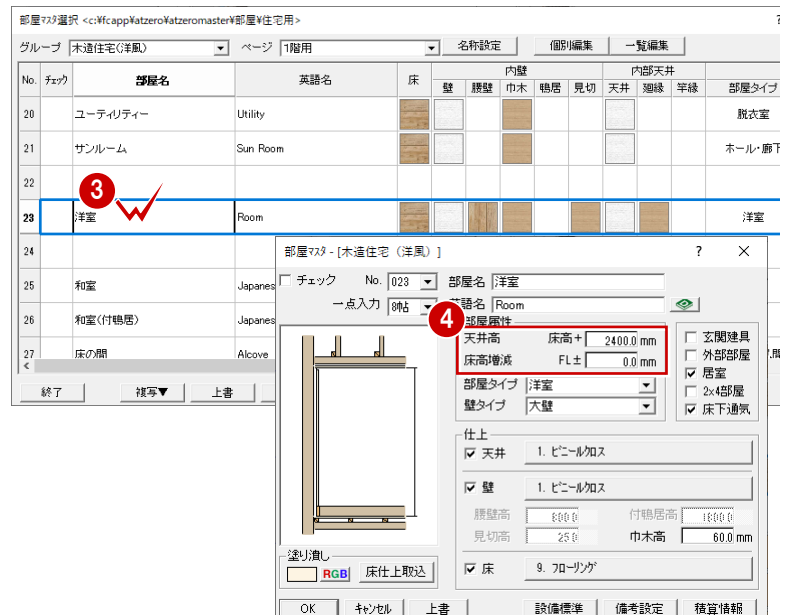 部屋ﾏｽﾀ選択 <c:¥fcapp¥atzero¥atzeromaster¥部屋¥住宅用>
グループ 木造住宅(洋風) ページ 1階用 名称設定 個別編集 一覧編集
内壁 内部天井
No. ﾁｪｯｸ 部屋名 英語名 床 壁 腰壁 巾木 鴨居 見切 天井 廻縁 竿縁 部屋タイプ
20 ユーティリティー Utility 脱衣室
21 サンルーム Sun Room ホール・廊下
22
3
23 洋室 Room 洋室
24
25 和室 Japanes
26 和室(付鴨居) Japanes
27 床の間 Alcove
終了 複写▼ 上書
部屋ﾏｽﾀ - [木造住宅（洋風）] ? ×
チェック No. 023 部屋名 洋室
一点入力 8帖 英語名 Room
4
部屋属性
天井高 床高+ 2400.0 mm 玄関建具
床高増減 FL± 0.0 mm 外部部屋
居室
部屋タイプ 洋室 2x4部屋
壁タイプ 大壁 床下通気
仕上
天井 1. ﾋﾞﾆｰﾙｸﾛｽ
壁 1. ﾋﾞﾆｰﾙｸﾛｽ
腰壁高 800.0 付鴨居高 1800.0
見切高 25.0 巾木高 60.0 mm
塗り潰し
RGB 床仕上取込 床 9. ﾌﾛｰﾘﾝｸﾞ
OK ｷｬﾝｾﾙ 上書 設備標準 備考設定 積算情報